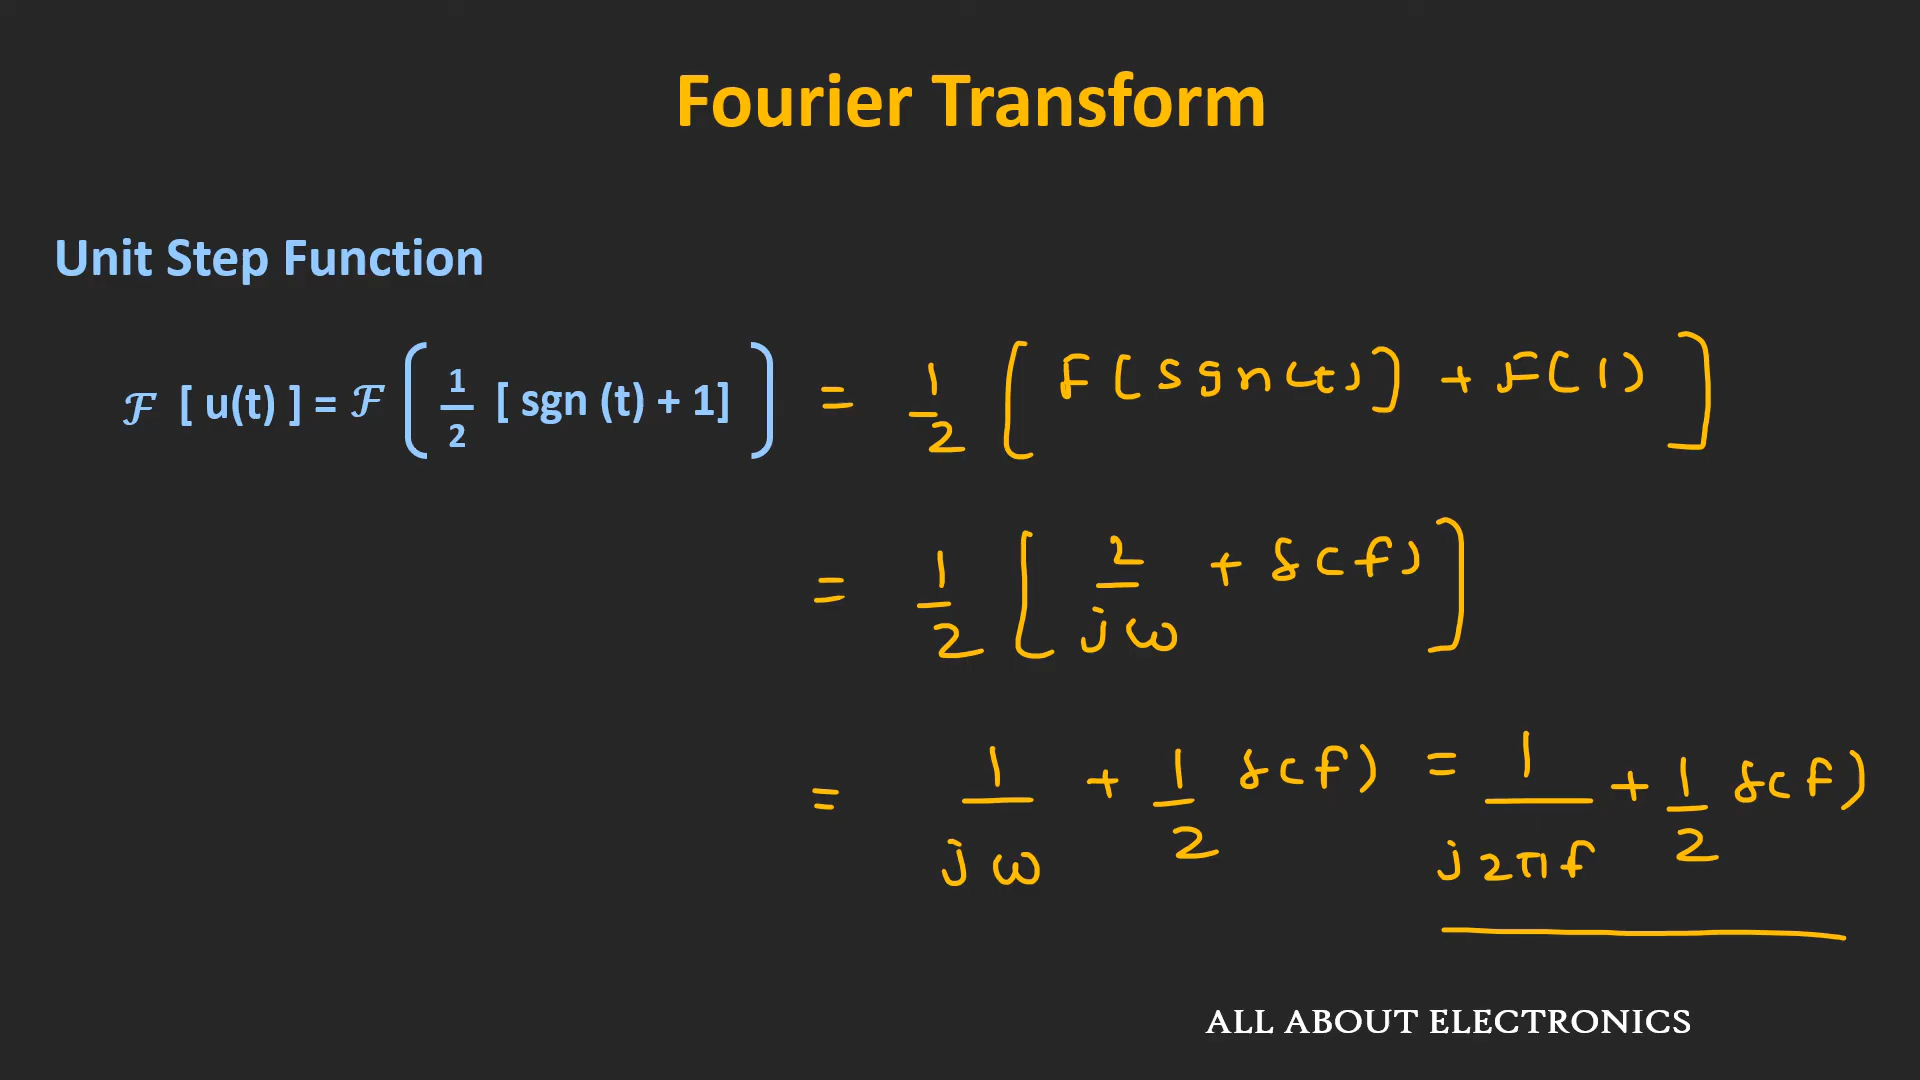 Fourier Transform
Unit Step Function
ℱ [ u(t) ] = ℱ ( 1/2 [ sgn (t) + 1] ) = 1/2 [ F[sgn(t)] + F(1) ]
= 1/2 [ 2/jω + δ(f) ]
= 1/jω + 1/2 δ(f) = 1/j2πf + 1/2 δ(f)
ALL ABOUT ELECTRONICS